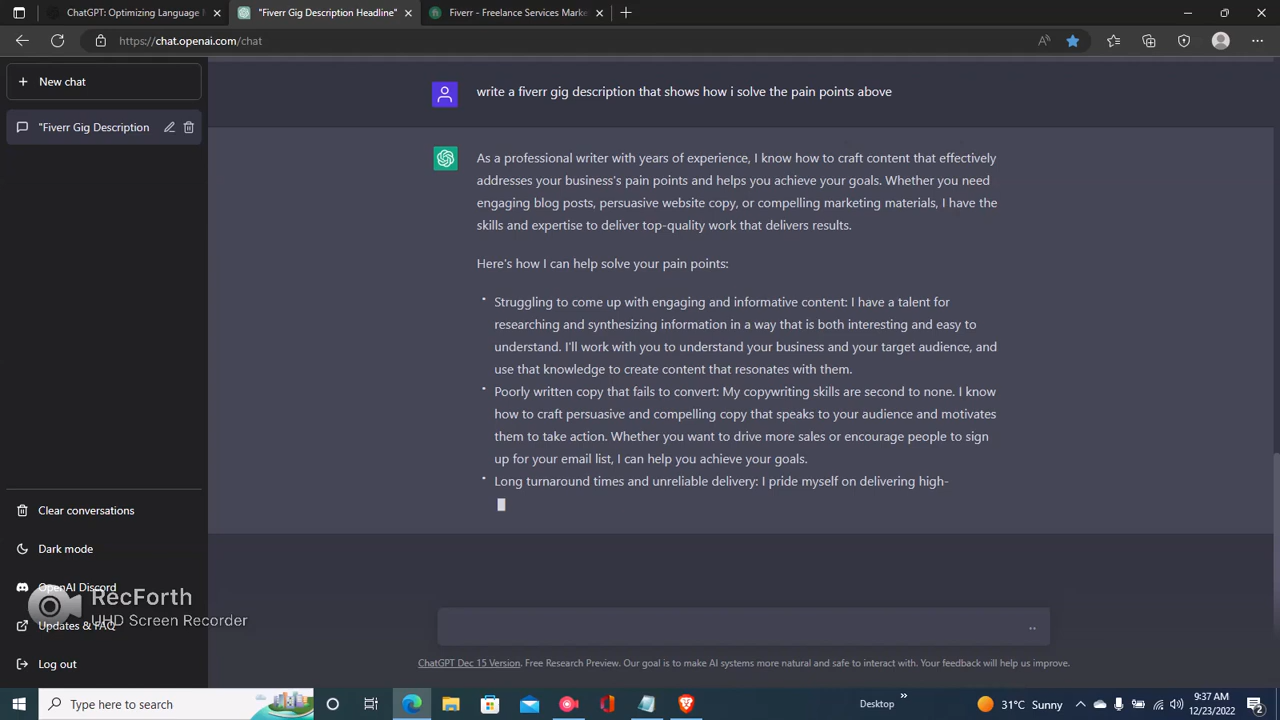 ChatGPT: Optimizing Language
"Fiverr Gig Description Headline"
Fiverr - Freelance Services Marke
https://chat.openai.com/chat
New chat
"Fiverr Gig Description
write a fiverr gig description that shows how i solve the pain points above
As a professional writer with years of experience, I know how to craft content that effectively
addresses your business's pain points and helps you achieve your goals. Whether you need
engaging blog posts, persuasive website copy, or compelling marketing materials, I have the
skills and expertise to deliver top-quality work that delivers results.
Here's how I can help solve your pain points:
• Struggling to come up with engaging and informative content: I have a talent for
researching and synthesizing information in a way that is both interesting and easy to
understand. I'll work with you to understand your business and your target audience, and
use that knowledge to create content that resonates with them.
• Poorly written copy that fails to convert: My copywriting skills are second to none. I know
how to craft persuasive and compelling copy that speaks to your audience and motivates
them to take action. Whether you want to drive more sales or encourage people to sign
up for your email list, I can help you achieve your goals.
• Long turnaround times and unreliable delivery: I pride myself on delivering high-
Clear conversations
Dark mode
OpenAI Discord
Updates & FAQ
Log out
RecForth
UHD Screen Recorder
ChatGPT Dec 15 Version. Free Research Preview. Our goal is to make AI systems more natural and safe to interact with. Your feedback will help us improve.
Type here to search
Desktop
31°C Sunny
9:37 AM
12/23/2022
2